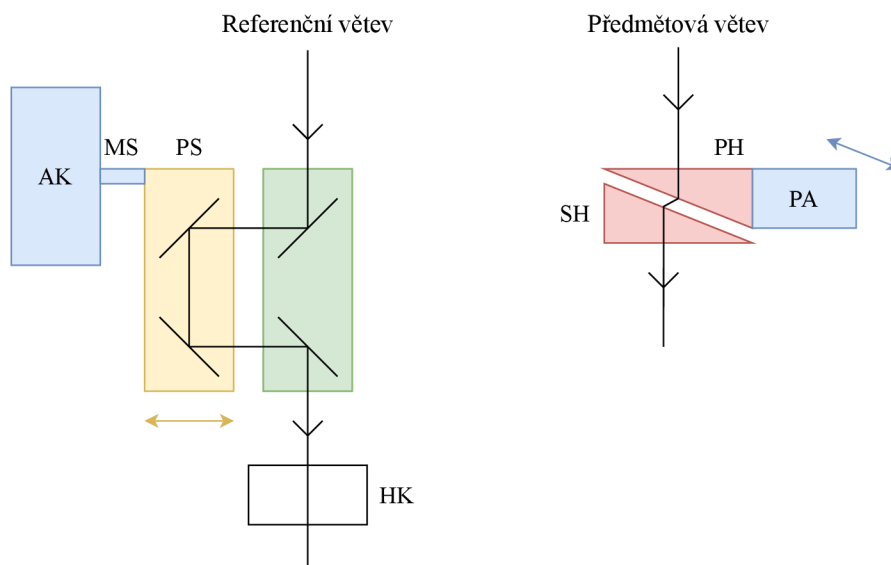 Referenční větev
Předmětová větev
MS
PS
PH
AK
PA
SH
HK